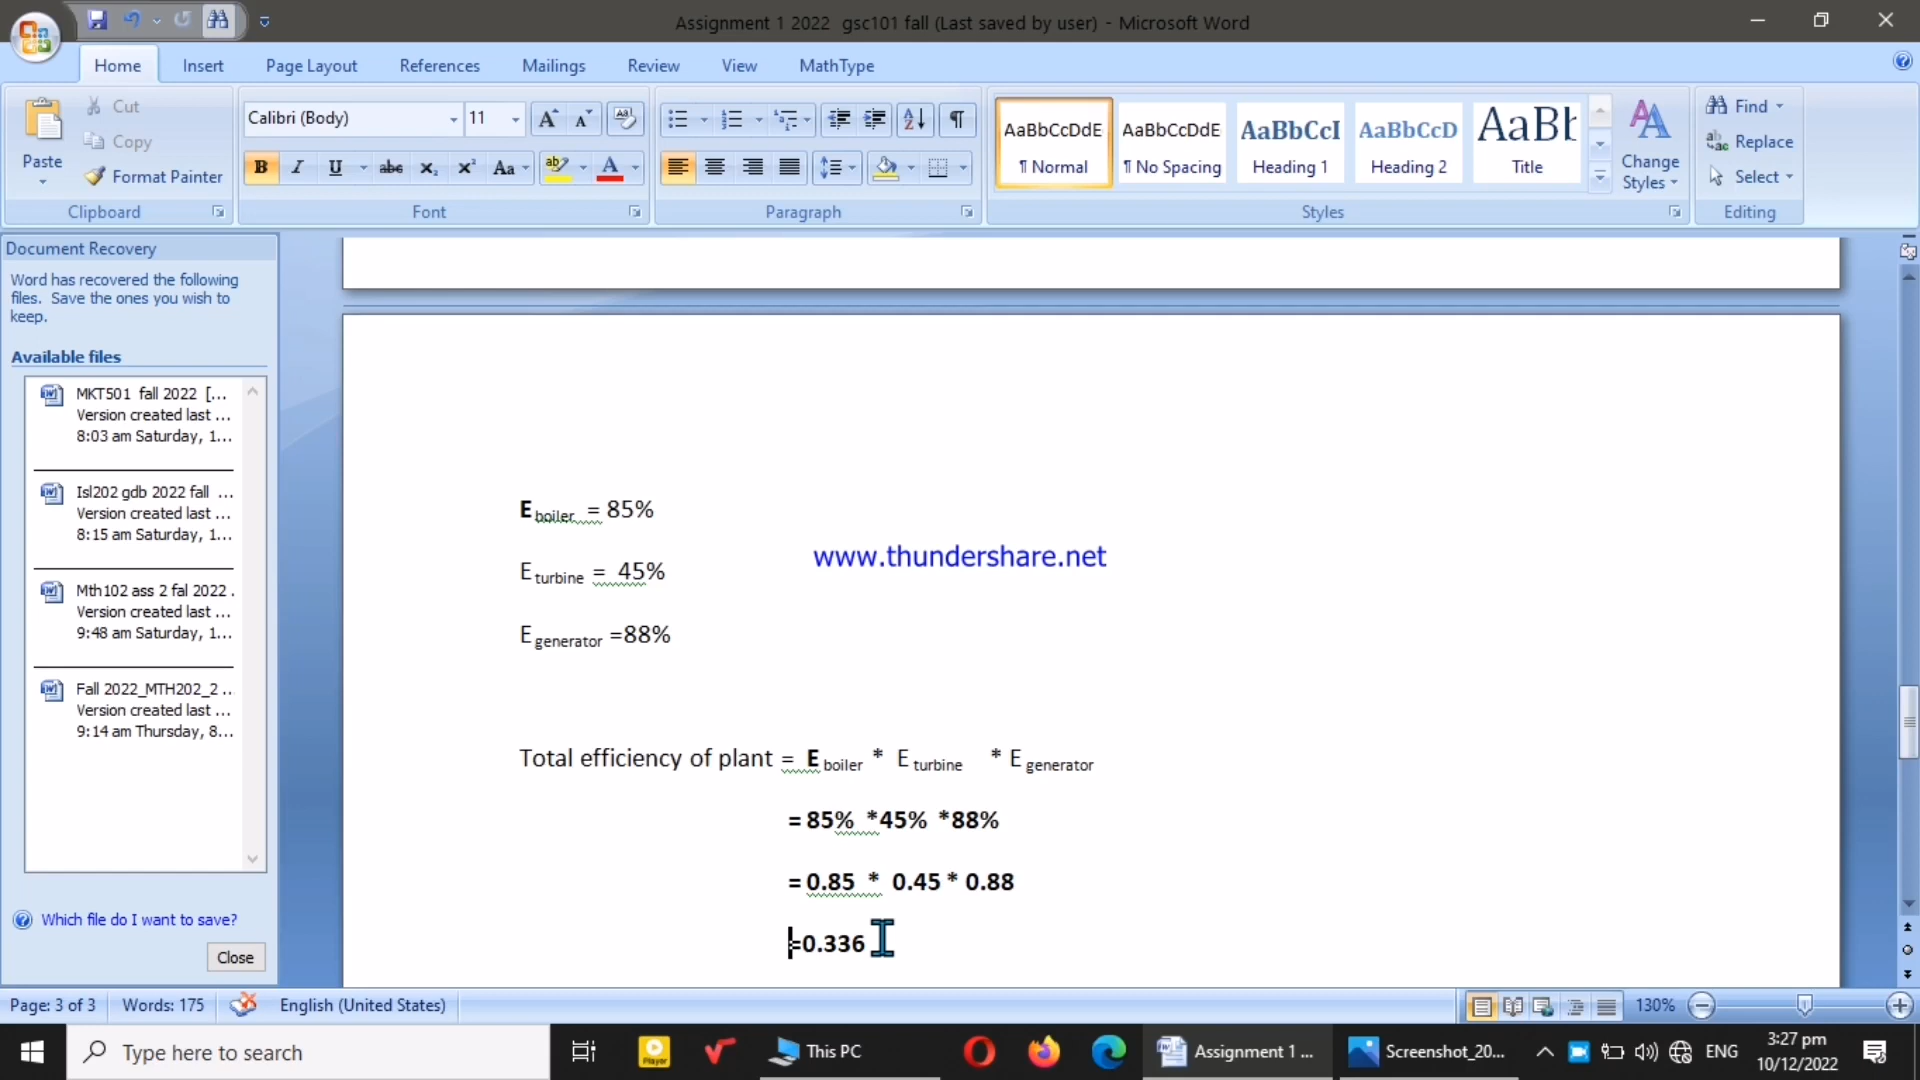 Assignment 1 2022 gsc101 fall (Last saved by user) - Microsoft Word
Home Insert Page Layout References Mailings Review View MathType
Paste
Cut
Copy
Format Painter
Clipboard
Calibri (Body) 11
B I U abc x₂ x² Aa
Font
Paragraph
AaBbCcDdE AaBbCcDdE AaBbCcI AaBbCcD AaBl
¶ Normal ¶ No Spacing Heading 1 Heading 2 Title
Change Styles
Styles
Find
Replace
Select
Editing
Document Recovery
Word has recovered the following
files. Save the ones you wish to
keep.
Available files
MKT501 fall 2022 [...
Version created last ...
8:03 am Saturday, 1...
Isl202 gdb 2022 fall ...
Version created last ...
8:15 am Saturday, 1...
Mth102 ass 2 fal 2022 .
Version created last ...
9:48 am Saturday, 1...
Fall 2022_MTH202_2 ...
Version created last ...
9:14 am Thursday, 8...
Which file do I want to save?
Close
E boiler = 85%
www.thundershare.net
E turbine = 45%
E generator =88%
Total efficiency of plant = E boiler * E turbine * E generator
= 85% *45% *88%
= 0.85 * 0.45 * 0.88
=0.336
Page: 3 of 3 Words: 175 English (United States) 130%
Type here to search
Player
This PC
Assignment 1 ...
Screenshot_20...
ENG
3:27 pm
10/12/2022